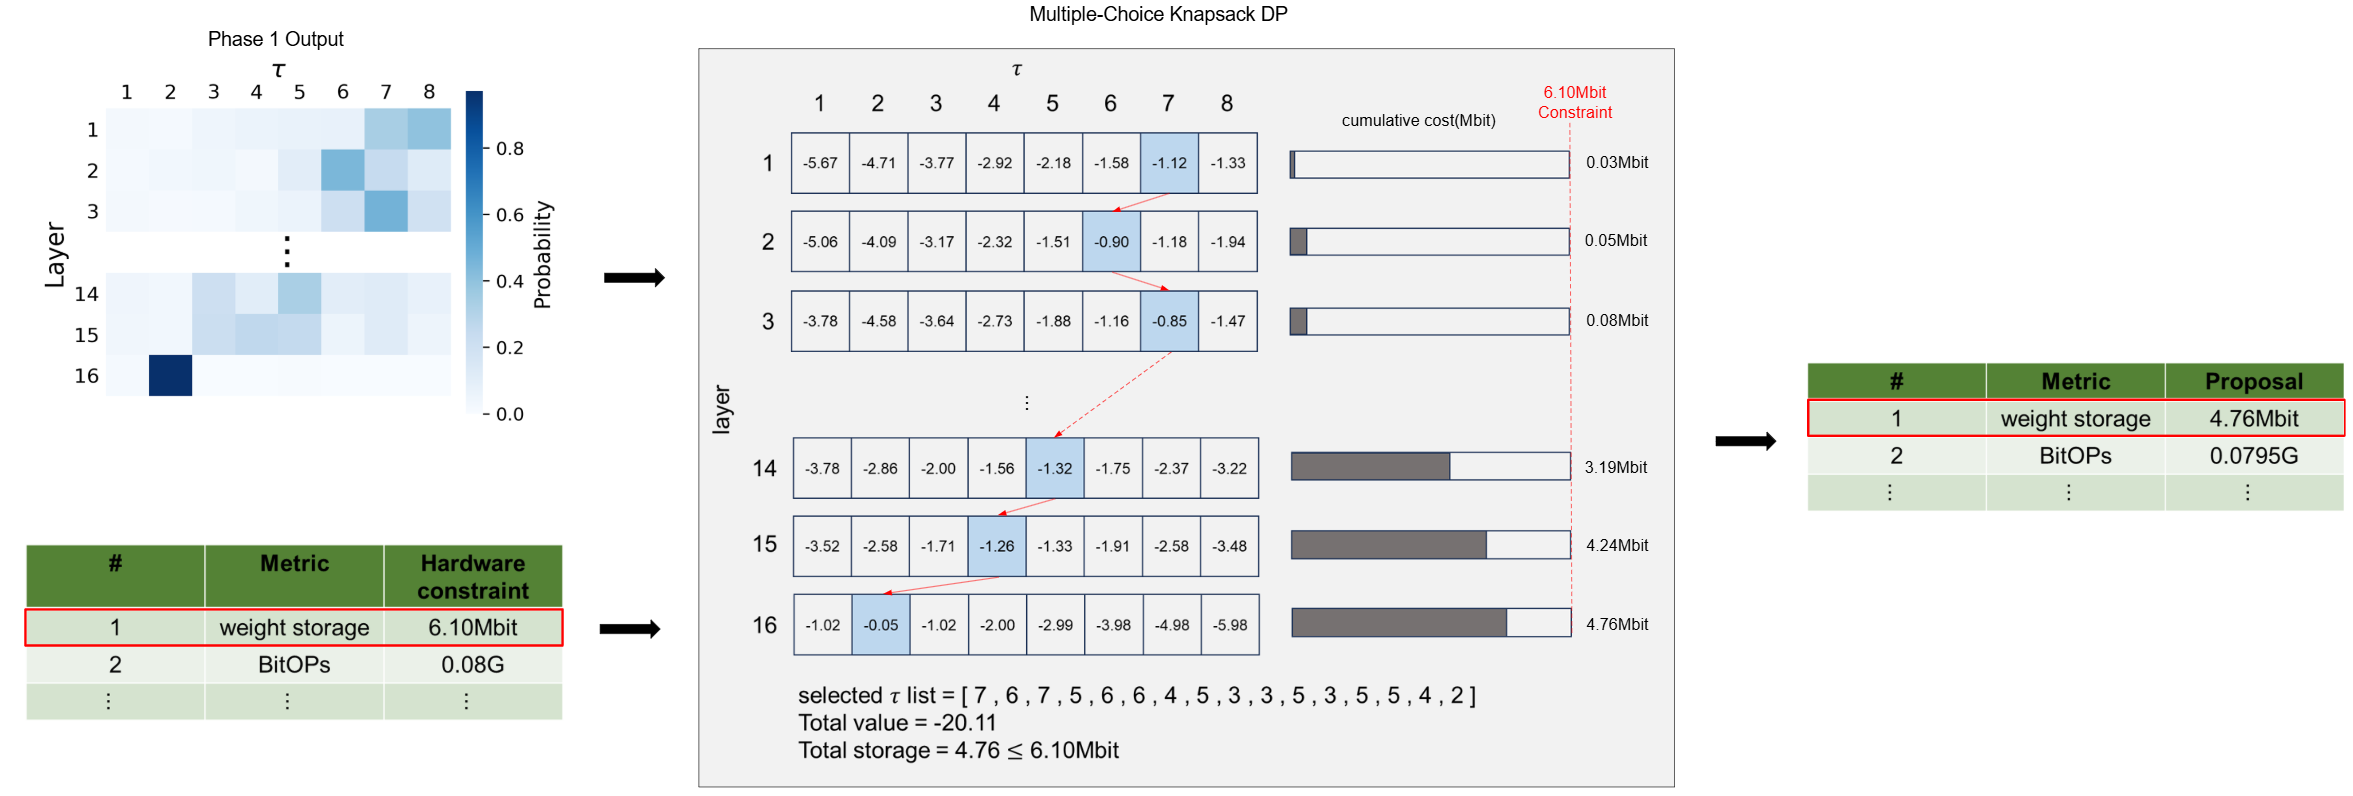 Multiple-Choice Knapsack DP
Phase 1 Output
τ
1 2 3 4 5 6 7 8
Layer
1
2
3
⋮
14
15
16
0.8
0.6
0.4
0.2
0.0
Probability
# Metric Hardware constraint
1 weight storage 6.10Mbit
2 BitOPs 0.08G
⋮ ⋮ ⋮
τ
1 2 3 4 5 6 7 8
cumulative cost(Mbit)
6.10Mbit
Constraint
layer
1 -5.67 -4.71 -3.77 -2.92 -2.18 -1.58 -1.12 -1.33 0.03Mbit
2 -5.06 -4.09 -3.17 -2.32 -1.51 -0.90 -1.18 -1.94 0.05Mbit
3 -3.78 -4.58 -3.64 -2.73 -1.88 -1.16 -0.85 -1.47 0.08Mbit
⋮
14 -3.78 -2.86 -2.00 -1.56 -1.32 -1.75 -2.37 -3.22 3.19Mbit
15 -3.52 -2.58 -1.71 -1.26 -1.33 -1.91 -2.58 -3.48 4.24Mbit
16 -1.02 -0.05 -1.02 -2.00 -2.99 -3.98 -4.98 -5.98 4.76Mbit
selected τ list = [ 7 , 6 , 7 , 5 , 6 , 6 , 4 , 5 , 3 , 3 , 5 , 3 , 5 , 5 , 4 , 2 ]
Total value = -20.11
Total storage = 4.76 ≤ 6.10Mbit
# Metric Proposal
1 weight storage 4.76Mbit
2 BitOPs 0.0795G
⋮ ⋮ ⋮